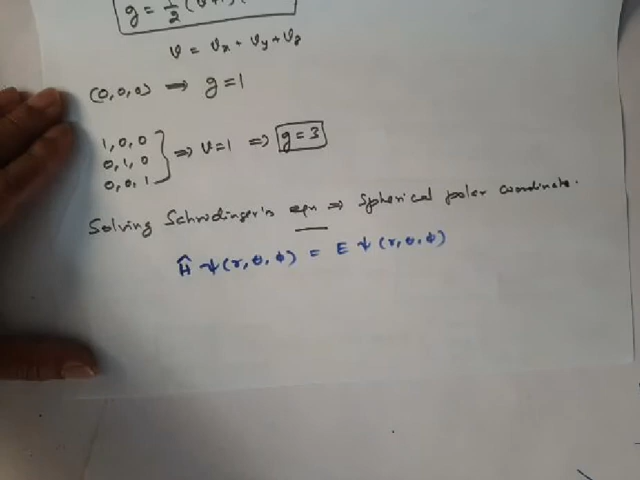 g = 1/2 (v+1)(
v = vx + vy + vz
(0,0,0) ⇒ g = 1
1, 0, 0
0, 1, 0 } ⇒ v = 1 ⇒ g = 3
0, 0, 1
Solving Schrodinger's eqn ⇒ Spherical polar coordinate.
Ĥ ψ (r, θ, ϕ) = E ψ (r, θ, ϕ)